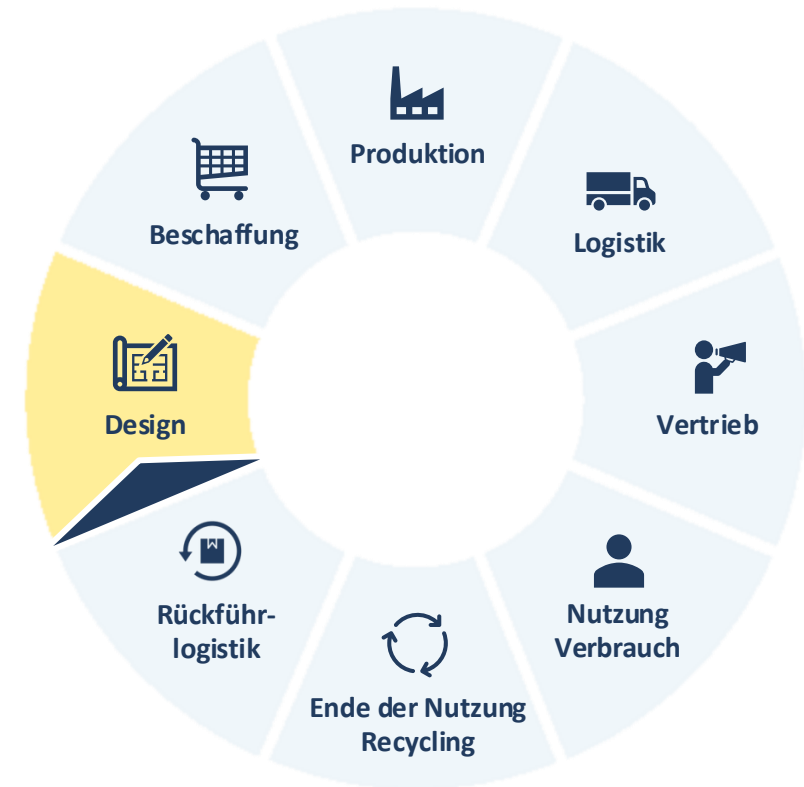 Produktion
Beschaffung
Logistik
Design
Vertrieb
Rückführ-
logistik
Nutzung
Verbrauch
Ende der Nutzung
Recycling